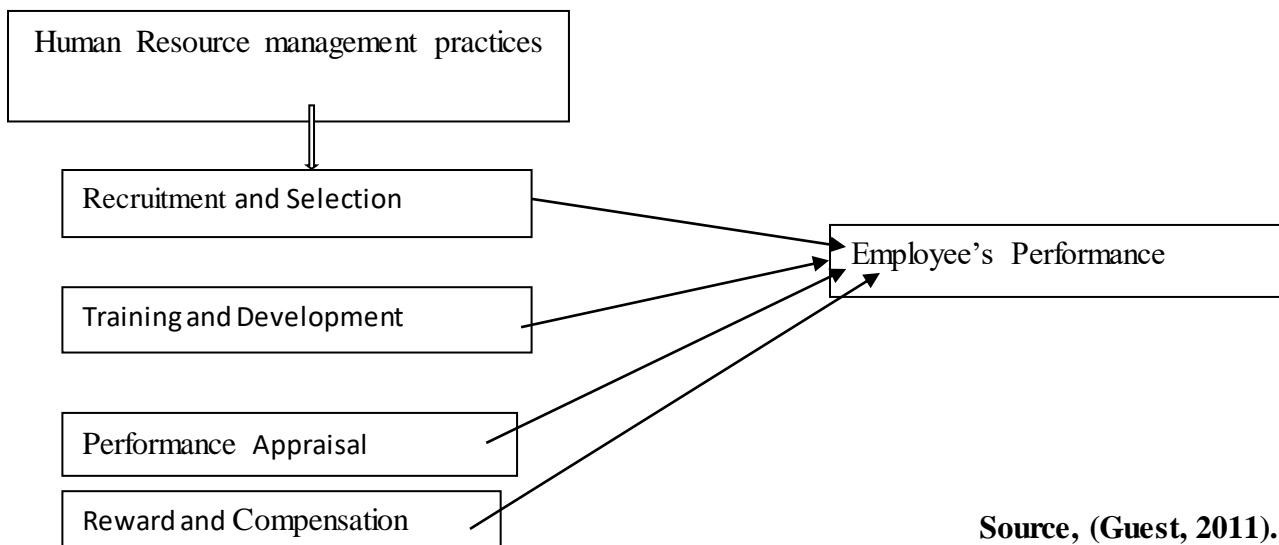 Human Resource management practices
Recruitment and Selection
Employee’s Performance
Training and Development
Performance Appraisal
Reward and Compensation
Source, (Guest, 2011).